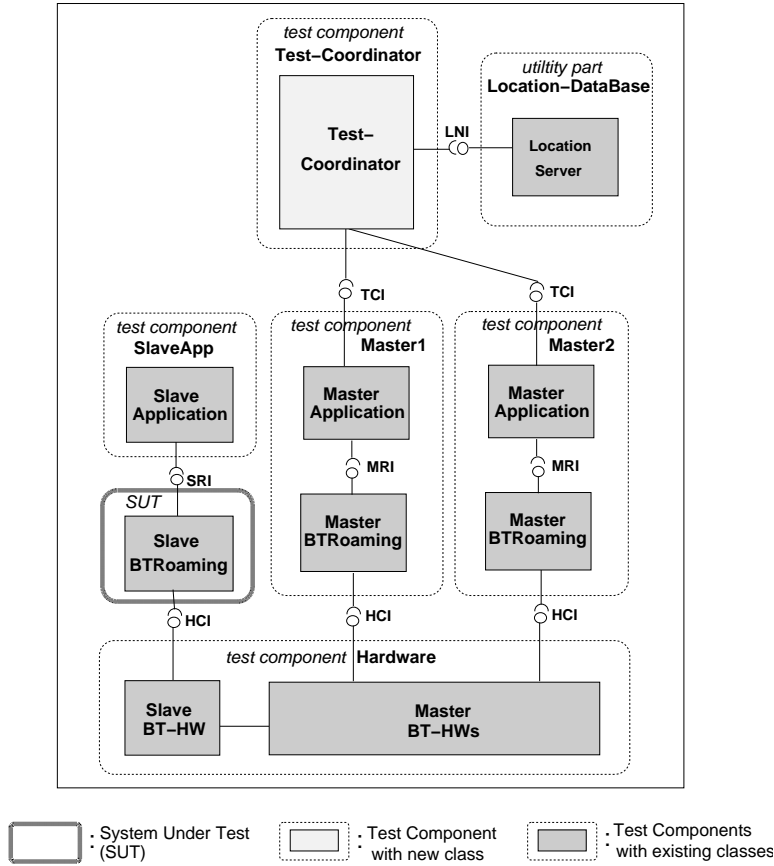 test component
Test−Coordinator
utiltity part
Location−DataBase
Test−
Coordinator
LNI
Location
Server
TCI
TCI
test component
SlaveApp
test component
Master1
test component
Master2
Slave
Application
Master
Application
Master
Application
SRI
MRI
MRI
SUT
Slave
BTRoaming
Master
BTRoaming
Master
BTRoaming
HCI
HCI
HCI
test component Hardware
Slave
BT−HW
Master
BT−HWs
: System Under Test
(SUT)
: Test Component
with new class
: Test Components
with existing classes